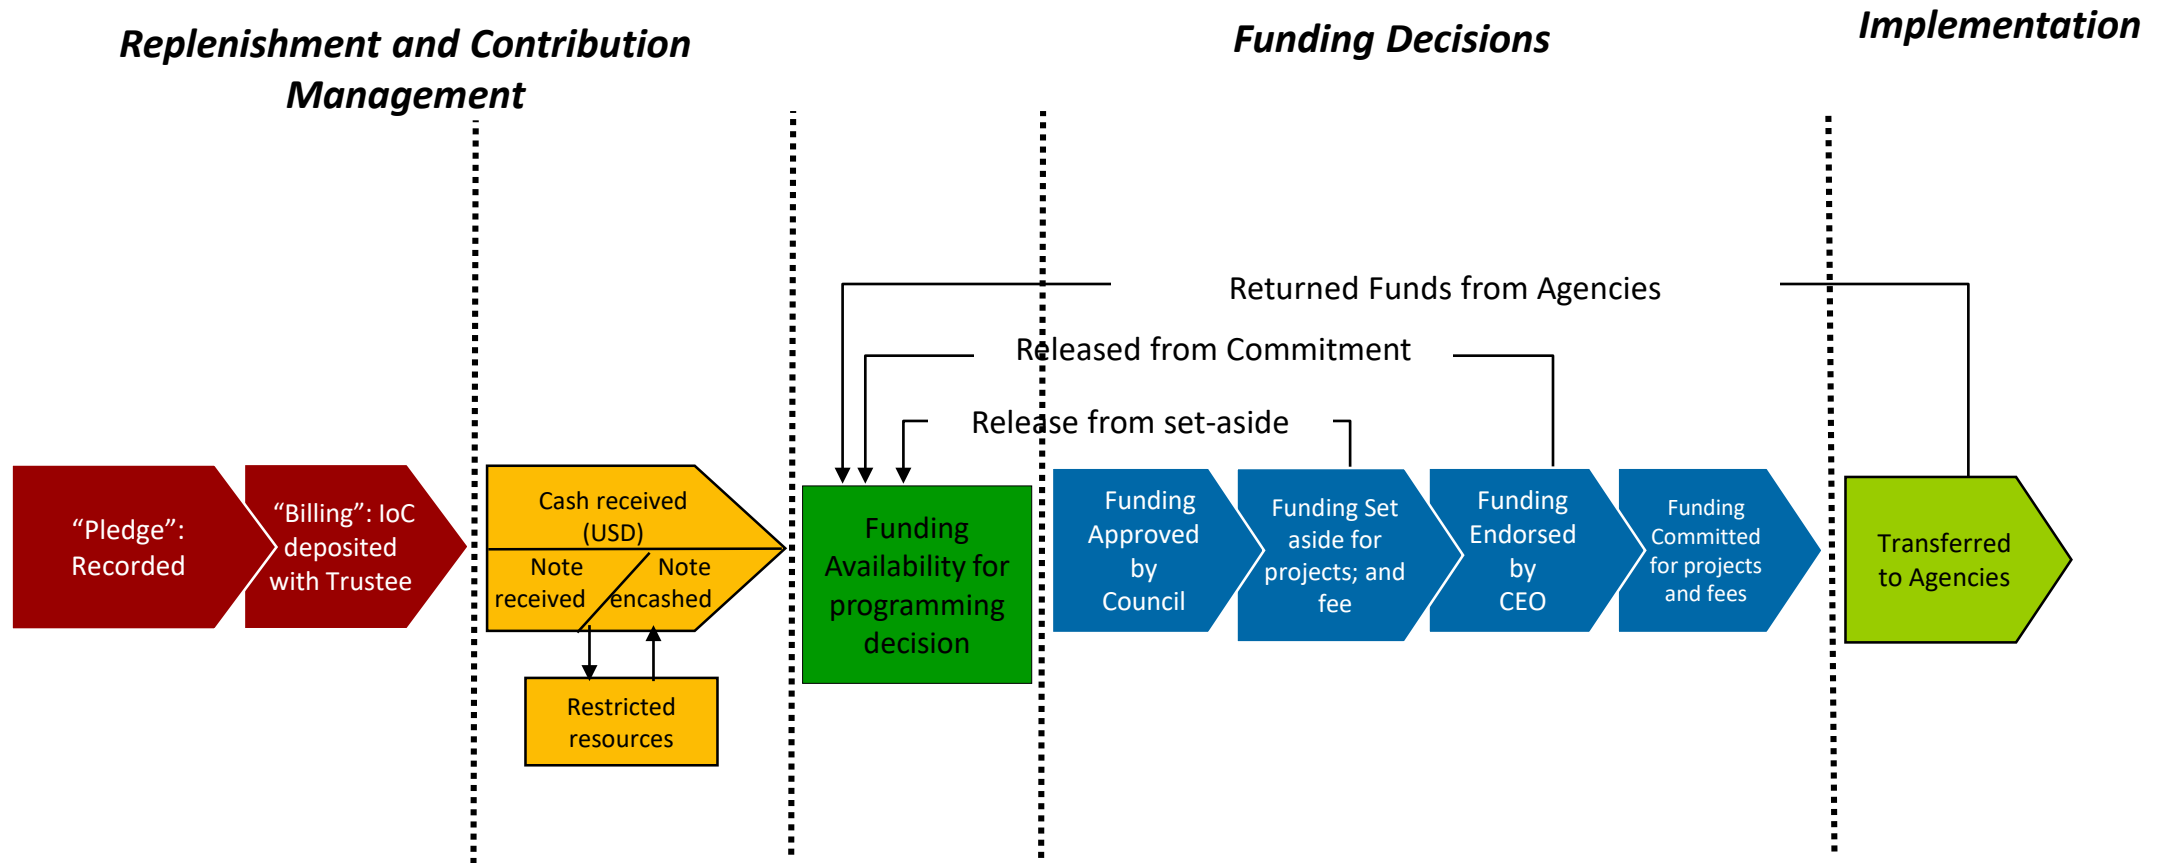 Replenishment and Contribution
Management
Funding Decisions
Implementation
Returned Funds from Agencies
Released from Commitment
Release from set-aside
“Pledge”:
Recorded
“Billing”: IoC
deposited
with Trustee
Cash received
(USD)
Note
received
Note
encashed
Restricted
resources
Funding
Availability for
programming
decision
Funding
Approved
by
Council
Funding Set
aside for
projects; and
fee
Funding
Endorsed
by
CEO
Funding
Committed
for projects
and fees
Transferred
to Agencies